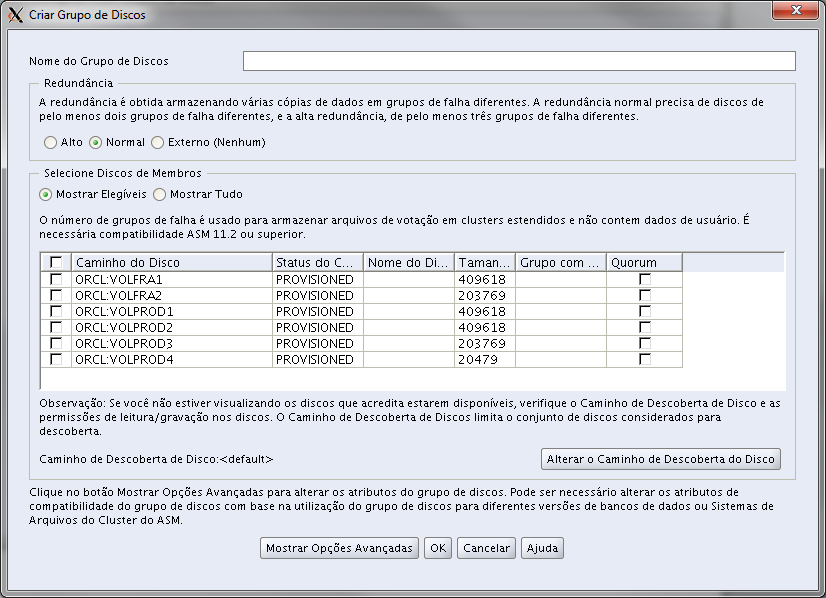 Criar Grupo de Discos
Nome do Grupo de Discos
Redundância
A redundância é obtida armazenando várias cópias de dados em grupos de falha diferentes. A redundância normal precisa de discos de
pelo menos dois grupos de falha diferentes, e a alta redundância, de pelo menos três grupos de falha diferentes.
Alto Normal Externo (Nenhum)
Selecione Discos de Membros
Mostrar Elegíveis Mostrar Tudo
O número de grupos de falha é usado para armazenar arquivos de votação em clusters estendidos e não contem dados de usuário. É
necessária compatibilidade ASM 11.2 ou superior.
Caminho do Disco Status do C... Nome do Di... Taman... Grupo com ... Quorum
ORCL:VOLFRA1 PROVISIONED 409618
ORCL:VOLFRA2 PROVISIONED 203769
ORCL:VOLPROD1 PROVISIONED 409618
ORCL:VOLPROD2 PROVISIONED 409618
ORCL:VOLPROD3 PROVISIONED 203769
ORCL:VOLPROD4 PROVISIONED 20479
Observação: Se você não estiver visualizando os discos que acredita estarem disponíveis, verifique o Caminho de Descoberta de Disco e as
permissões de leitura/gravação nos discos. O Caminho de Descoberta de Discos limita o conjunto de discos considerados para
descoberta.
Caminho de Descoberta de Disco:<default>
Alterar o Caminho de Descoberta do Disco
Clique no botão Mostrar Opções Avançadas para alterar os atributos do grupo de discos. Pode ser necessário alterar os atributos de
compatibilidade do grupo de discos com base na utilização do grupo de discos para diferentes versões de bancos de dados ou Sistemas de
Arquivos do Cluster do ASM.
Mostrar Opções Avançadas OK Cancelar Ajuda